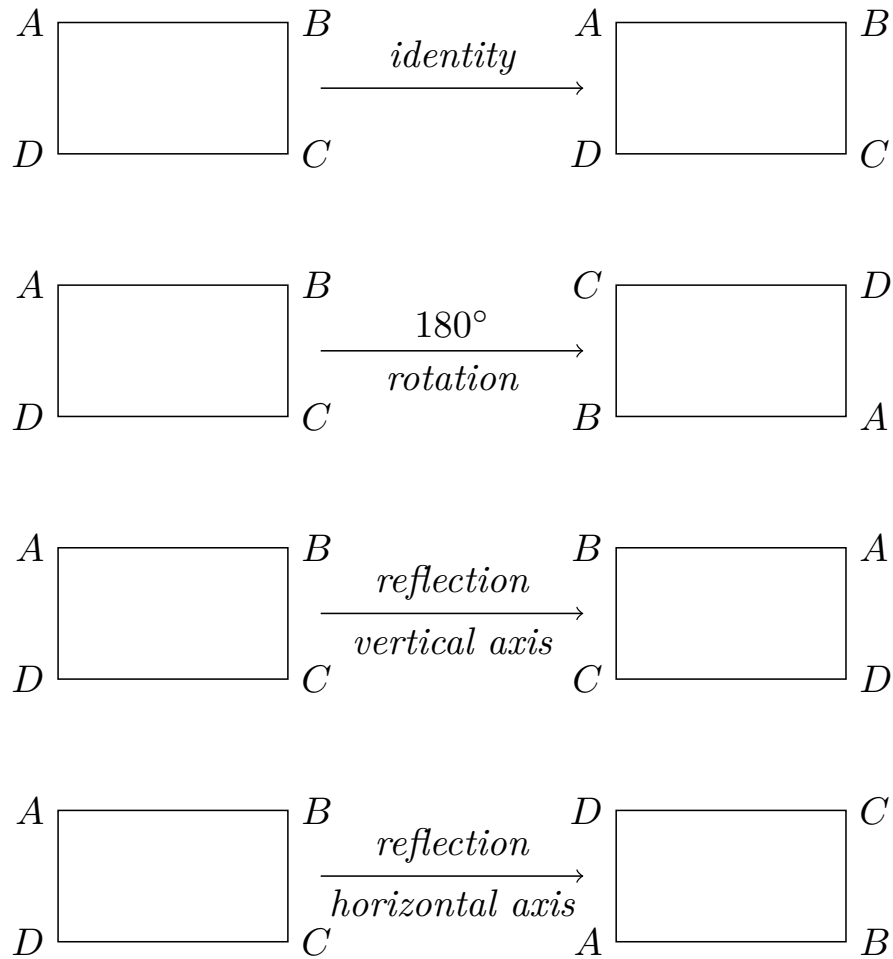 A B A B
identity
D C D C
A B C D
180°
rotation
D C B A
A B B A
reflection
vertical axis
D C C D
A B D C
reflection
horizontal axis
D C A B